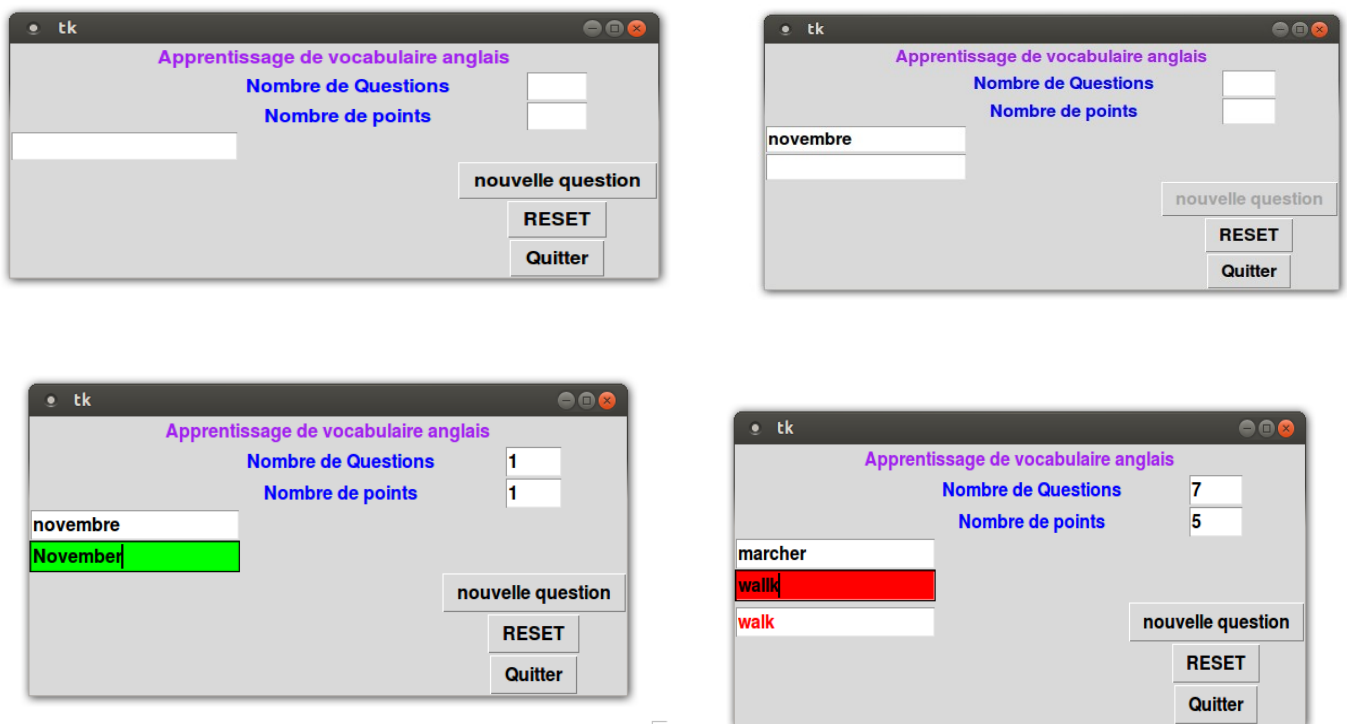 tk
Apprentissage de vocabulaire anglais
Nombre de Questions
Nombre de points
nouvelle question
RESET
Quitter
tk
Apprentissage de vocabulaire anglais
Nombre de Questions
Nombre de points
novembre
nouvelle question
RESET
Quitter
tk
Apprentissage de vocabulaire anglais
Nombre de Questions 1
Nombre de points 1
novembre
November
nouvelle question
RESET
Quitter
tk
Apprentissage de vocabulaire anglais
Nombre de Questions 7
Nombre de points 5
marcher
wallk
walk nouvelle question
RESET
Quitter